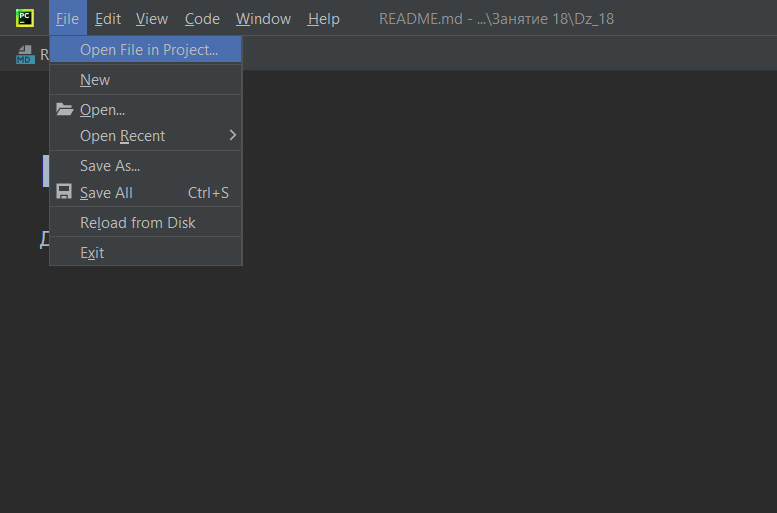 PC
File Edit View Code Window Help README.md - ...\Занятие 18\Dz_18
MD R
Open File in Project...
New
Open...
Open Recent
Save As...
Save All Ctrl+S
Reload from Disk
Exit